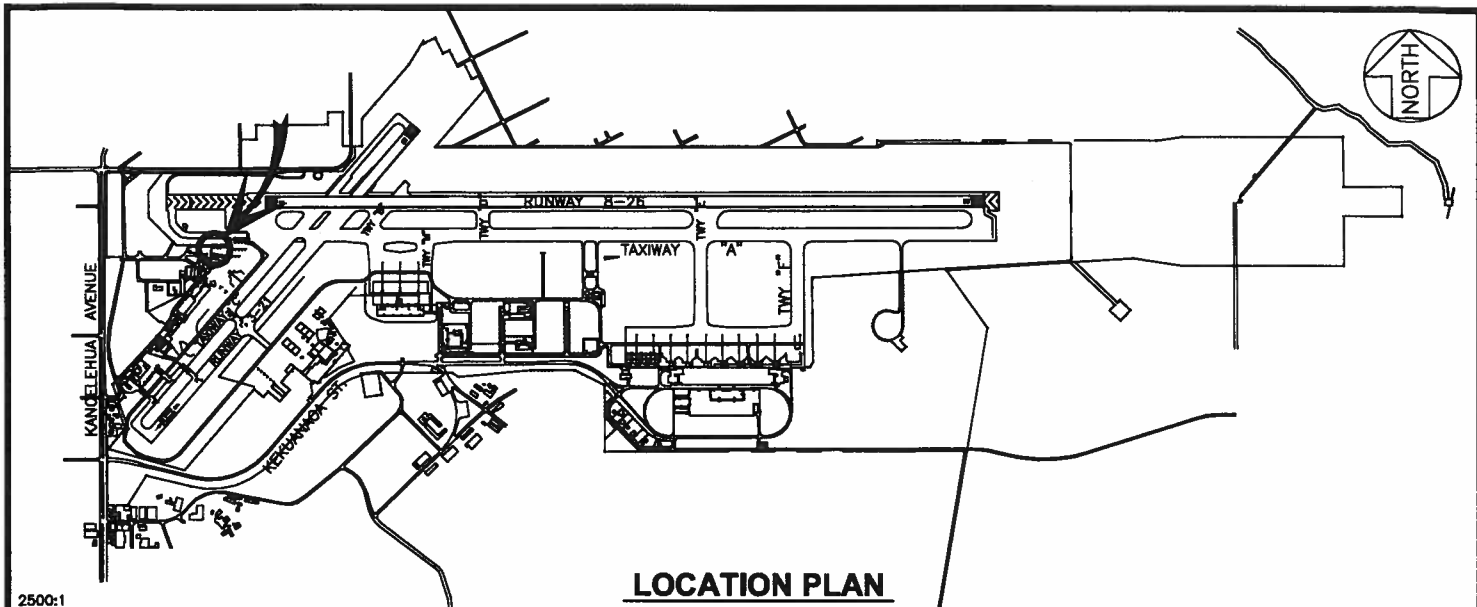 NORTH
RUNWAY 8-26
TWY
TWY "F"
TAXIWAY "A"
TAXIWAY C
RUNWAY 3-21
KANOELEHUA AVENUE
KEKUANAOA ST.
LOCATION PLAN
2500:1